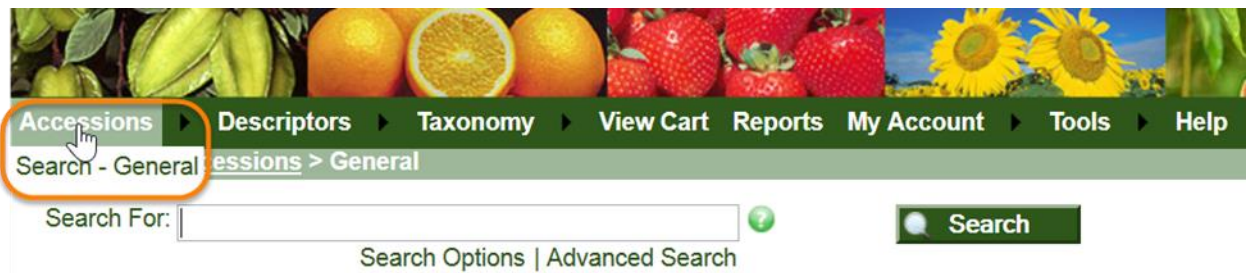 Accessions Descriptors Taxonomy View Cart Reports My Account Tools Help
Search - General essions > General
Search For: Search
Search Options | Advanced Search